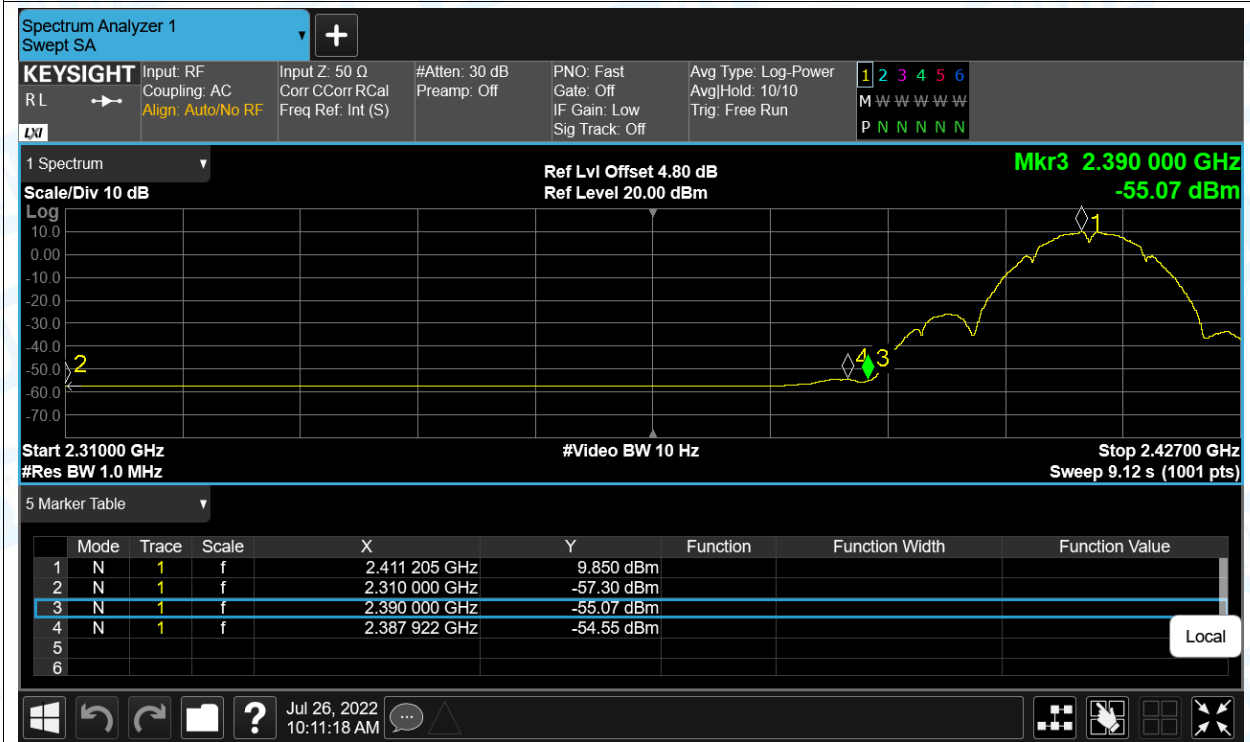 Spectrum Analyzer 1
Swept SA
+
KEYSIGHT
R L
LXI
Input: RF
Coupling: AC
Align: Auto/No RF
Input Z: 50 Ω
Corr CCorr RCal
Freq Ref: Int (S)
#Atten: 30 dB
Preamp: Off
PNO: Fast
Gate: Off
IF Gain: Low
Sig Track: Off
Avg Type: Log-Power
Avg|Hold: 10/10
Trig: Free Run
1 2 3 4 5 6
M W W W W W
P N N N N N
1 Spectrum
Scale/Div 10 dB
Ref Lvl Offset 4.80 dB
Ref Level 20.00 dBm
Mkr3 2.390 000 GHz
-55.07 dBm
Log
10.0
0.00
-10.0
-20.0
-30.0
-40.0
-50.0
-60.0
-70.0
1
2
4 3
Start 2.31000 GHz
#Res BW 1.0 MHz
#Video BW 10 Hz
Stop 2.42700 GHz
Sweep 9.12 s (1001 pts)
5 Marker Table
Mode Trace Scale X Y Function Function Width Function Value
1 N 1 f 2.411 205 GHz 9.850 dBm
2 N 1 f 2.310 000 GHz -57.30 dBm
3 N 1 f 2.390 000 GHz -55.07 dBm
4 N 1 f 2.387 922 GHz -54.55 dBm
5
6
Local
?
Jul 26, 2022
10:11:18 AM